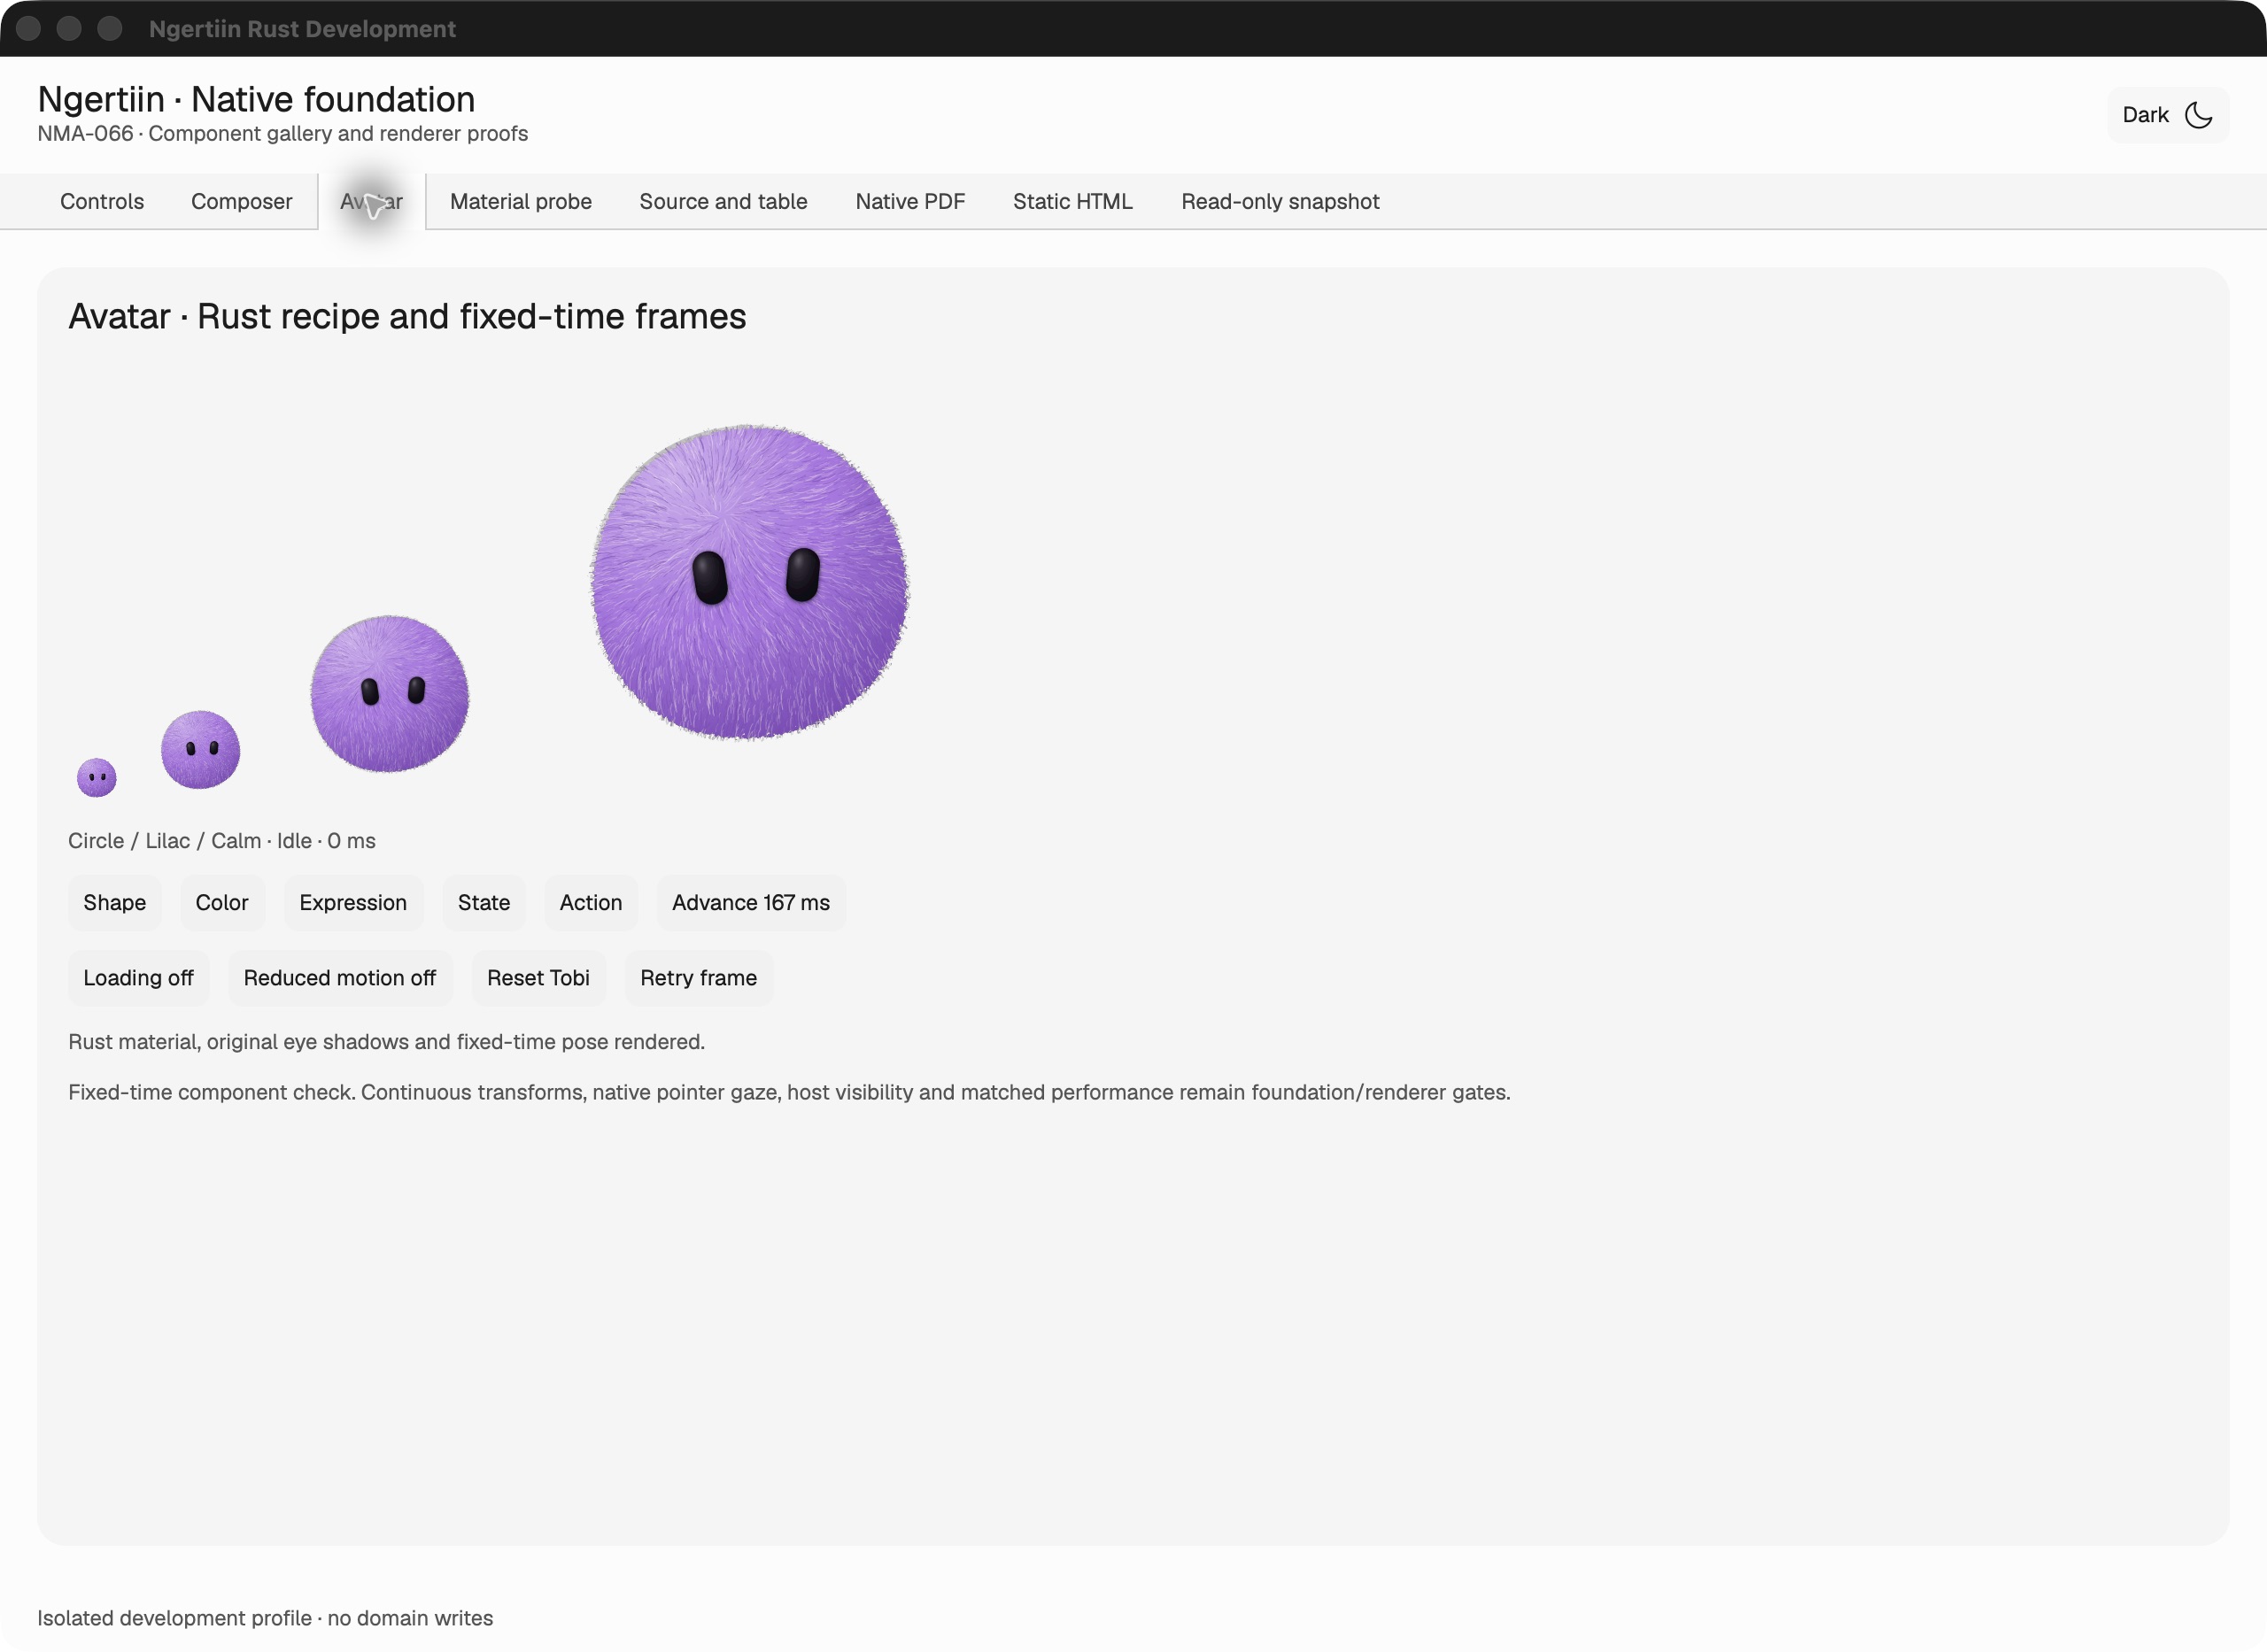 Ngertiin Rust Development
Ngertiin · Native foundation
NMA-066 · Component gallery and renderer proofs
Dark
Controls Composer Avatar Material probe Source and table Native PDF Static HTML Read-only snapshot
Avatar · Rust recipe and fixed-time frames
Circle / Lilac / Calm · Idle · 0 ms
Shape Color Expression State Action Advance 167 ms
Loading off Reduced motion off Reset Tobi Retry frame
Rust material, original eye shadows and fixed-time pose rendered.
Fixed-time component check. Continuous transforms, native pointer gaze, host visibility and matched performance remain foundation/renderer gates.
Isolated development profile · no domain writes